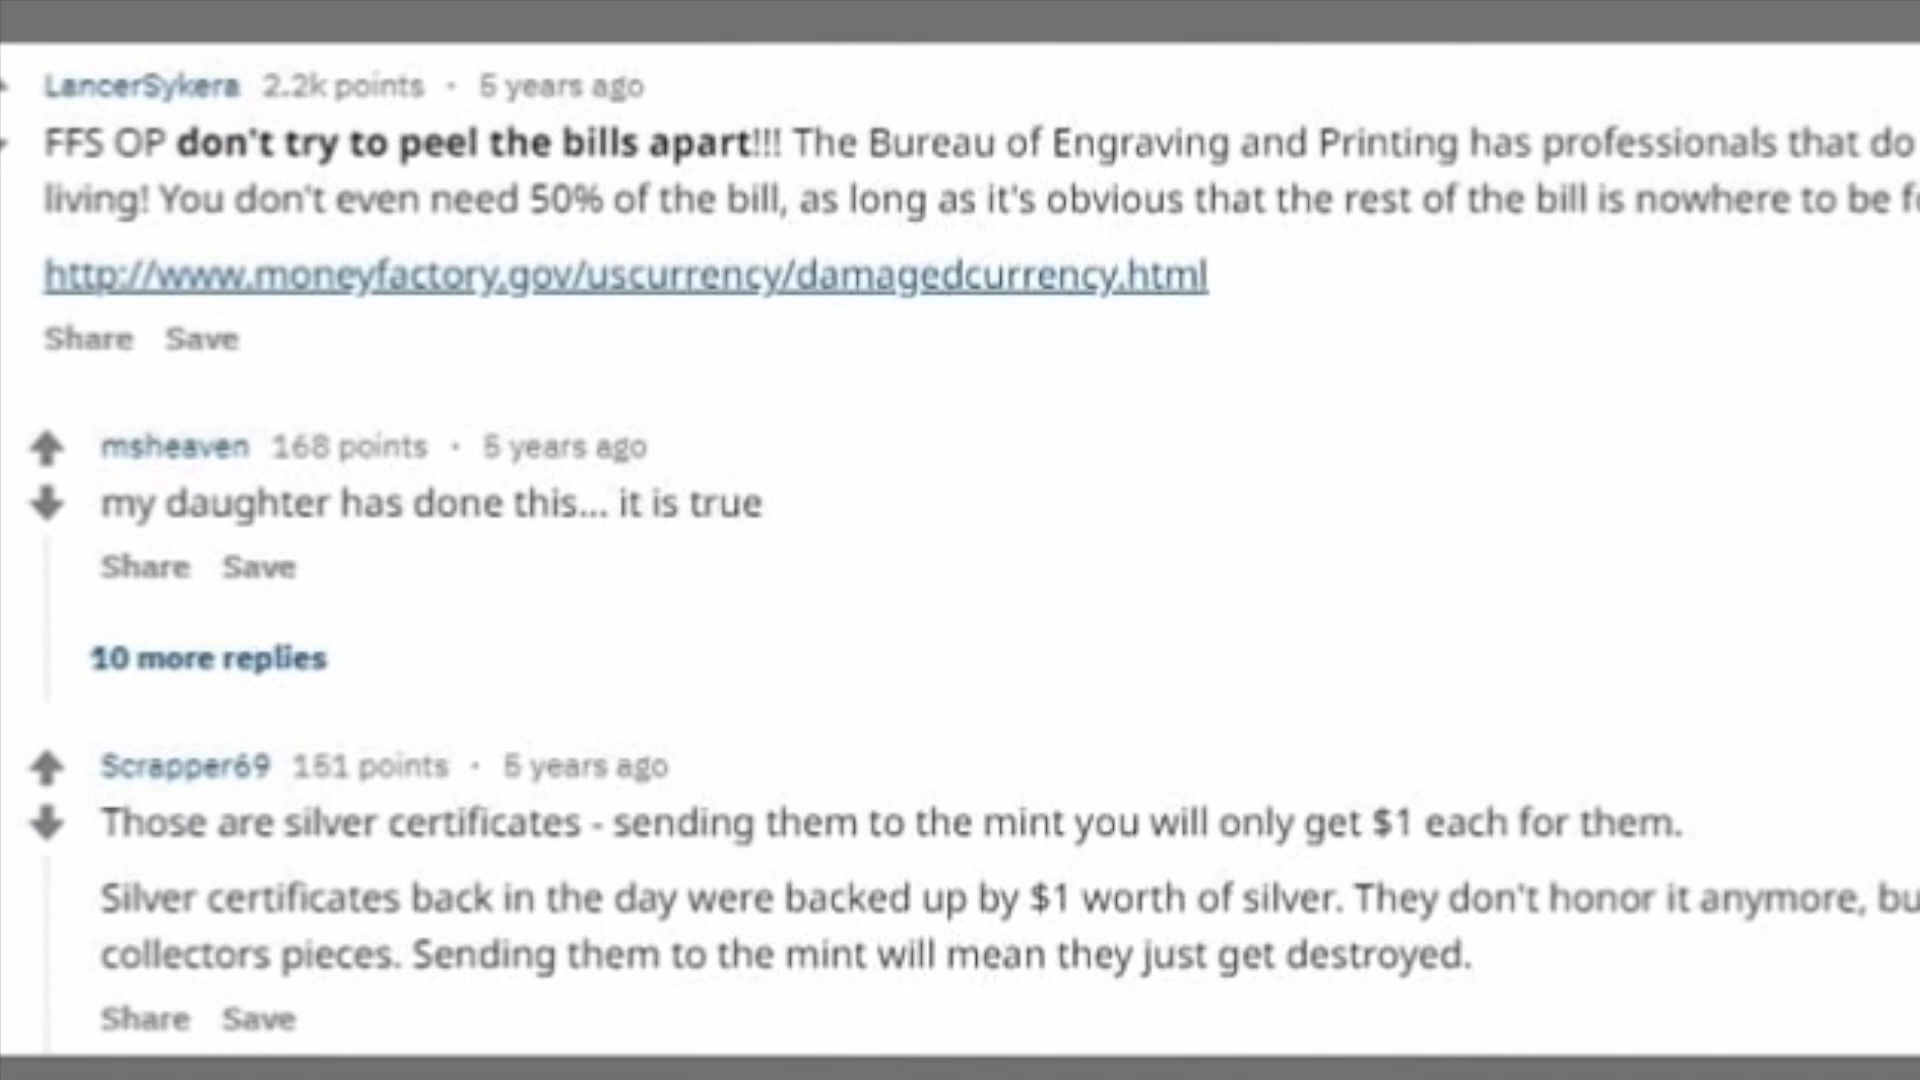 LancerSykera 2.2k points · 5 years ago
FFS OP don't try to peel the bills apart!!! The Bureau of Engraving and Printing has professionals that do
living! You don't even need 50% of the bill, as long as it's obvious that the rest of the bill is nowhere to be
http://www.moneyfactory.gov/uscurrency/damagedcurrency.html
Share Save
msheaven 168 points · 5 years ago
my daughter has done this... it is true
Share Save
10 more replies
Scrapper69 151 points · 5 years ago
Those are silver certificates - sending them to the mint you will only get $1 each for them.
Silver certificates back in the day were backed up by $1 worth of silver. They don't honor it anymore,
collectors pieces. Sending them to the mint will mean they just get destroyed.
Share Save